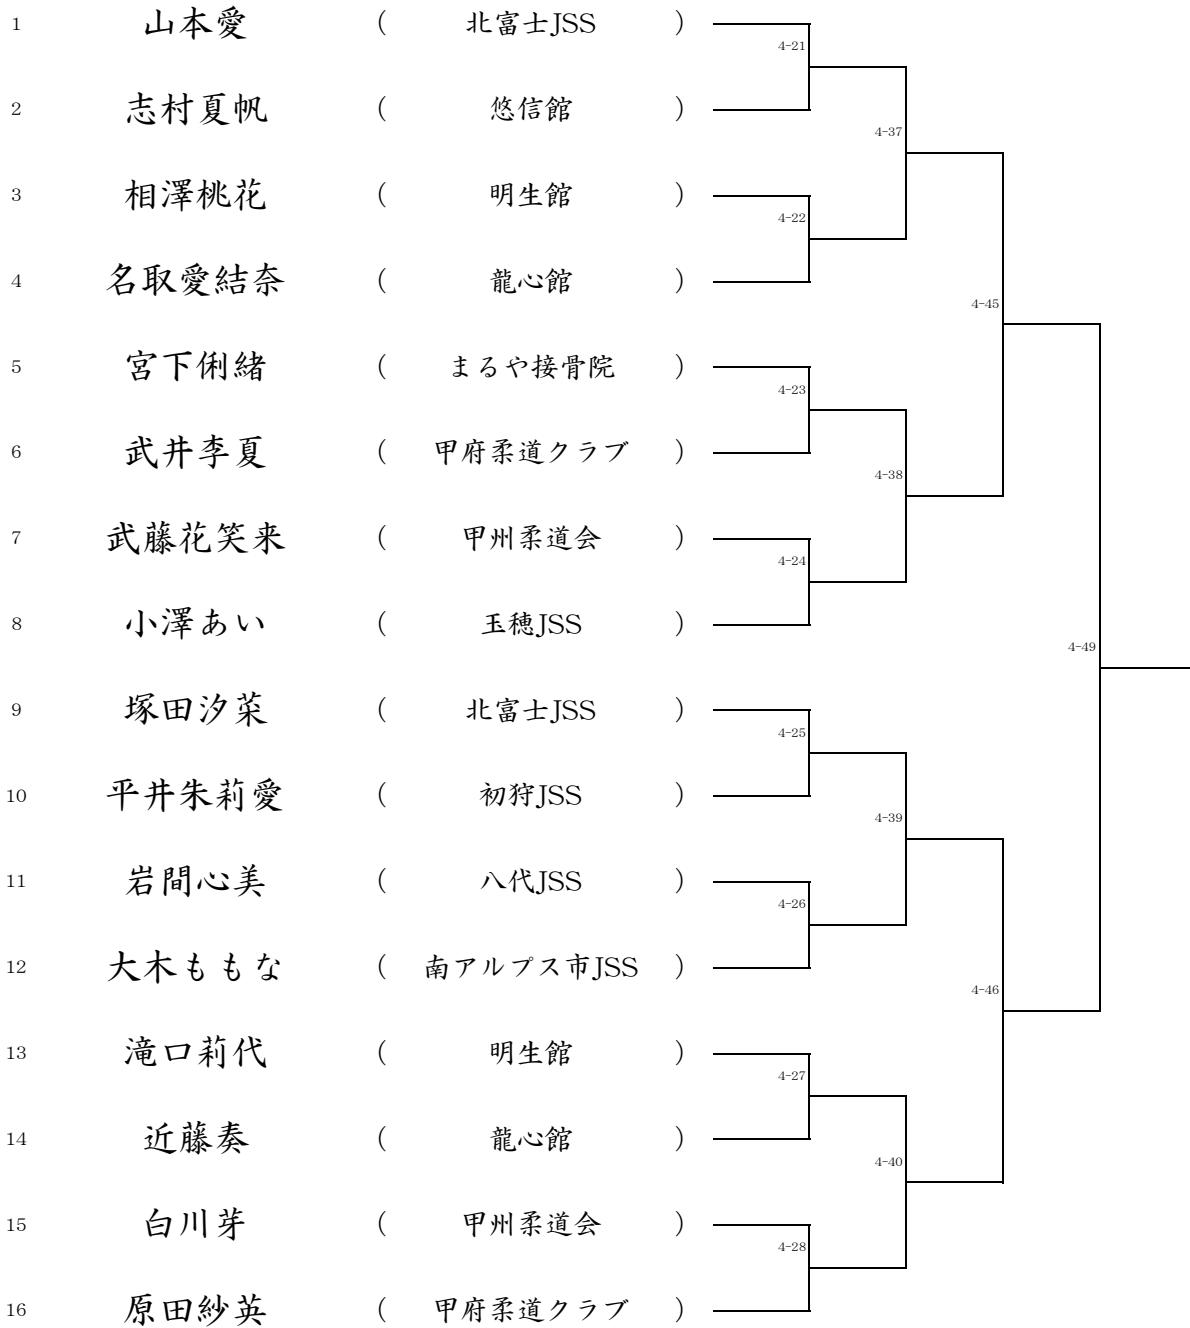 1 山本愛 ( 北富士JSS )
4-21
2 志村夏帆 ( 悠信館 )
4-37
3 相澤桃花 ( 明生館 )
4-22
4 名取愛結奈 ( 龍心館 )
4-45
5 宮下俐緒 ( まるや接骨院 )
4-23
6 武井李夏 ( 甲府柔道クラブ )
4-38
7 武藤花笑来 ( 甲州柔道会 )
4-24
8 小澤あい ( 玉穂JSS )
4-49
9 塚田汐菜 ( 北富士JSS )
4-25
10 平井朱莉愛 ( 初狩JSS )
4-39
11 岩間心美 ( 八代JSS )
4-26
12 大木ももな ( 南アルプス市JSS )
4-46
13 滝口莉代 ( 明生館 )
4-27
14 近藤奏 ( 龍心館 )
4-40
15 白川芽 ( 甲州柔道会 )
4-28
16 原田紗英 ( 甲府柔道クラブ )